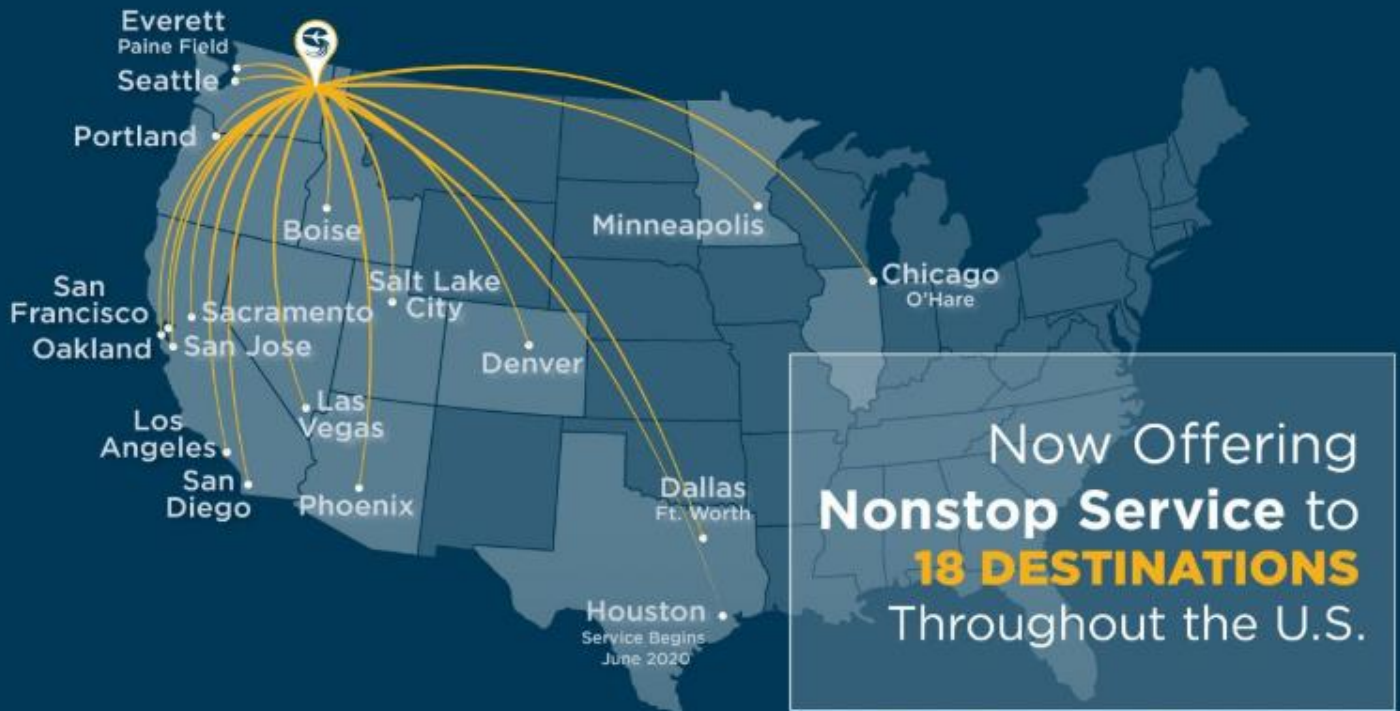 Everett
Paine Field
Seattle
Portland
Boise
Minneapolis
Chicago
O'Hare
Salt Lake
City
San
Francisco
Sacramento
Oakland
San Jose
Denver
Las
Vegas
Los
Angeles
San
Diego
Phoenix
Dallas
Ft. Worth
Houston
Service Begins
June 2020
Now Offering
Nonstop Service to
18 DESTINATIONS
Throughout the U.S.